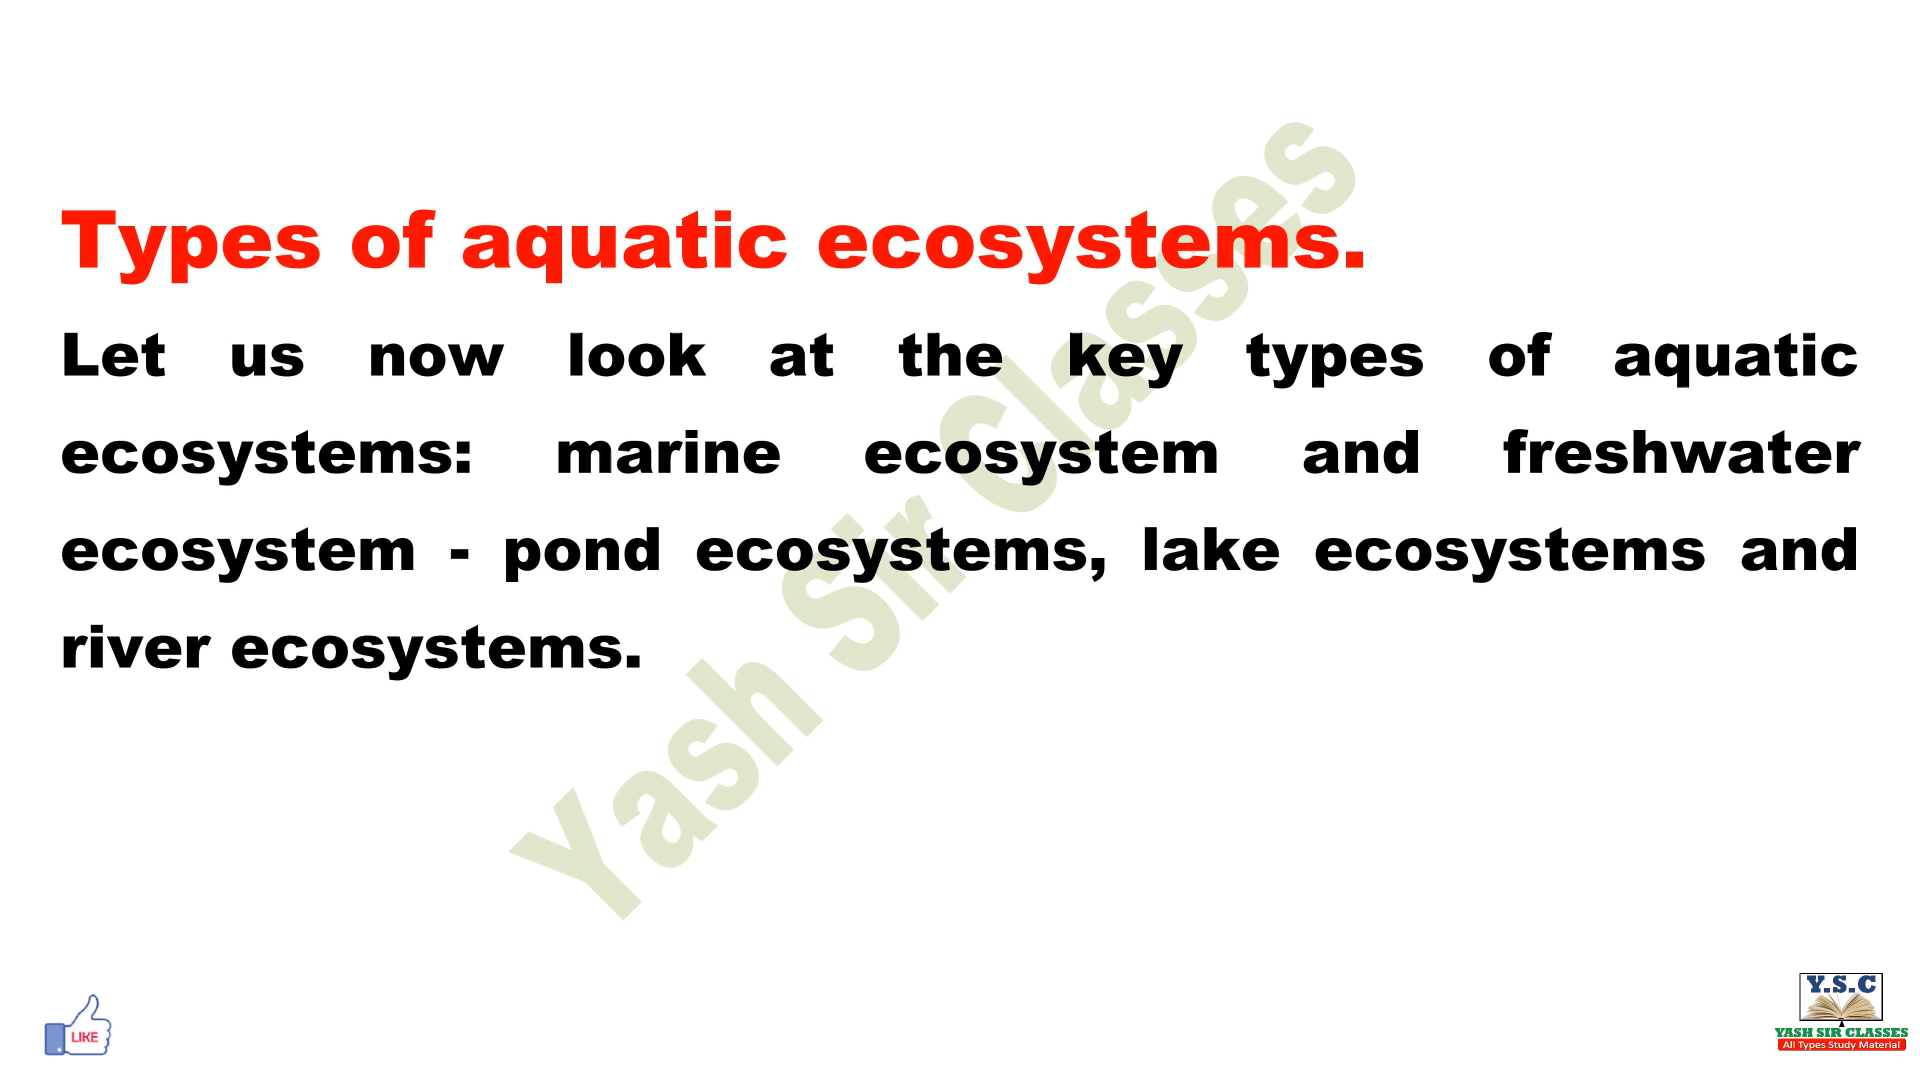 Types of aquatic ecosystems.
Let us now look at the key types of aquatic
ecosystems: marine ecosystem and freshwater
ecosystem - pond ecosystems, lake ecosystems and
river ecosystems.
Yash Sir Classes
LIKE
Y.S.C
YASH SIR CLASSES
All Types Study Material